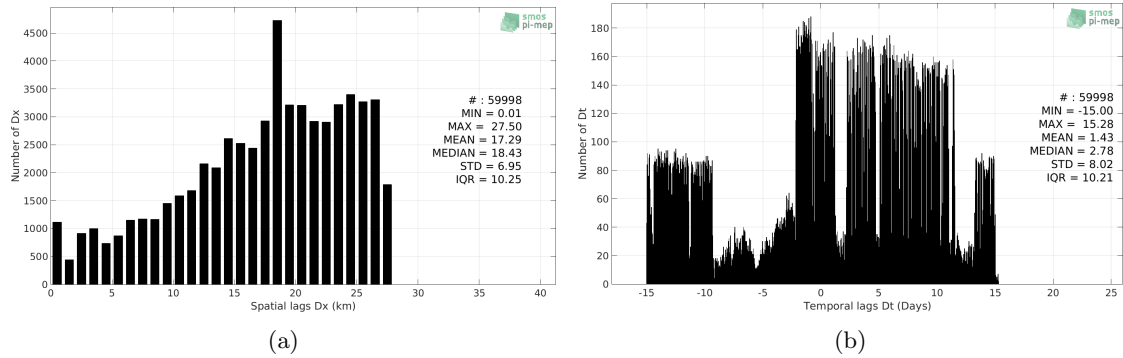 smos
pi-mep
4500
4000
3500
3000
2500
2000
1500
1000
500
0
Number of Dx
# : 59998
MIN = 0.01
MAX = 27.50
MEAN = 17.29
MEDIAN = 18.43
STD = 6.95
IQR = 10.25
0 5 10 15 20 25 30 35 40
Spatial lags Dx (km)
(a)
smos
pi-mep
180
160
140
120
100
80
60
40
20
0
Number of Dt
# : 59998
MIN = -15.00
MAX = 15.28
MEAN = 1.43
MEDIAN = 2.78
STD = 8.02
IQR = 10.21
-15 -10 -5 0 5 10 15 20 25
Temporal lags Dt (Days)
(b)